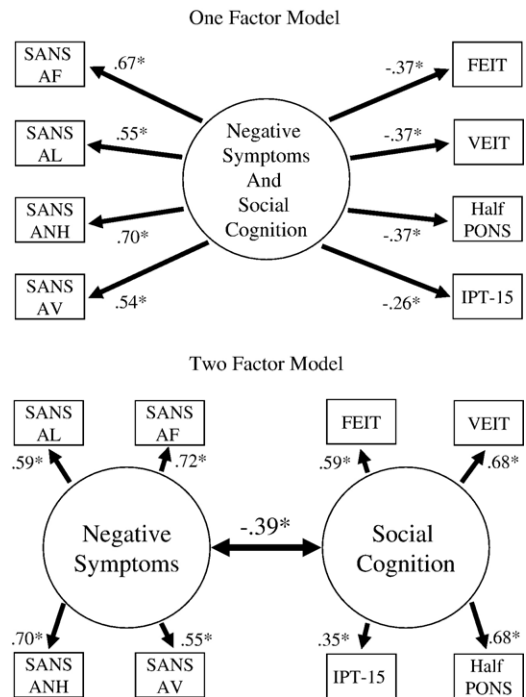 One Factor Model
SANS
AF
.67*
-.37*
FEIT
SANS
AL
.55*
Negative
Symptoms
And
Social
Cognition
-.37*
VEIT
SANS
ANH
.70*
-.37*
Half
PONS
SANS
AV
.54*
-.26*
IPT-15
Two Factor Model
SANS
AL
SANS
AF
FEIT
VEIT
.59*
.72*
.59*
.68*
Negative
Symptoms
-.39*
Social
Cognition
.70*
.55*
.35*
.68*
SANS
ANH
SANS
AV
IPT-15
Half
PONS